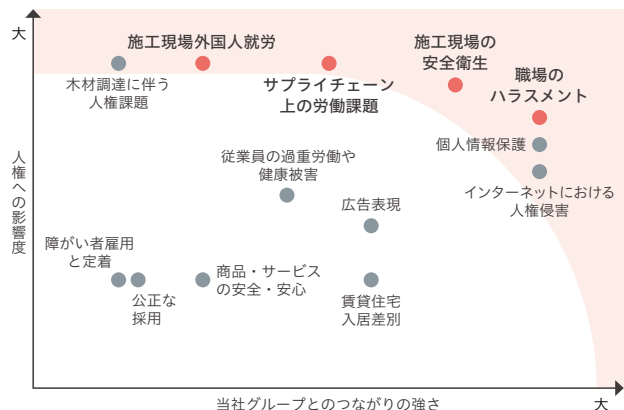 大
施工現場外国人就労
木材調達に伴う
人権課題
サプライチェーン
上の労働課題
施工現場の
安全衛生
職場の
ハラスメント
個人情報保護
インターネットにおける
人権侵害
従業員の過重労働や
健康被害
広告表現
障がい者雇用
と定着
公正な
採用
商品・サービス
の安全・安心
賃貸住宅
入居差別
人権への影響度
当社グループとのつながりの強さ
大